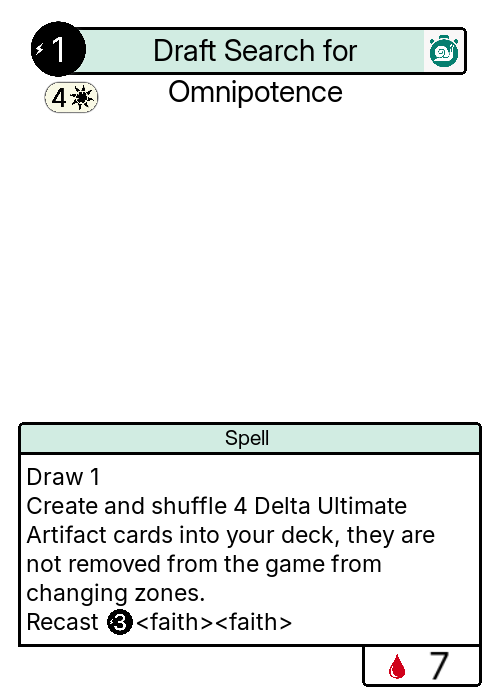 1
Draft Search for
Omnipotence
4
Spell
Draw 1
Create and shuffle 4 Delta Ultimate
Artifact cards into your deck, they are
not removed from the game from
changing zones.
Recast 3<faith><faith>
7